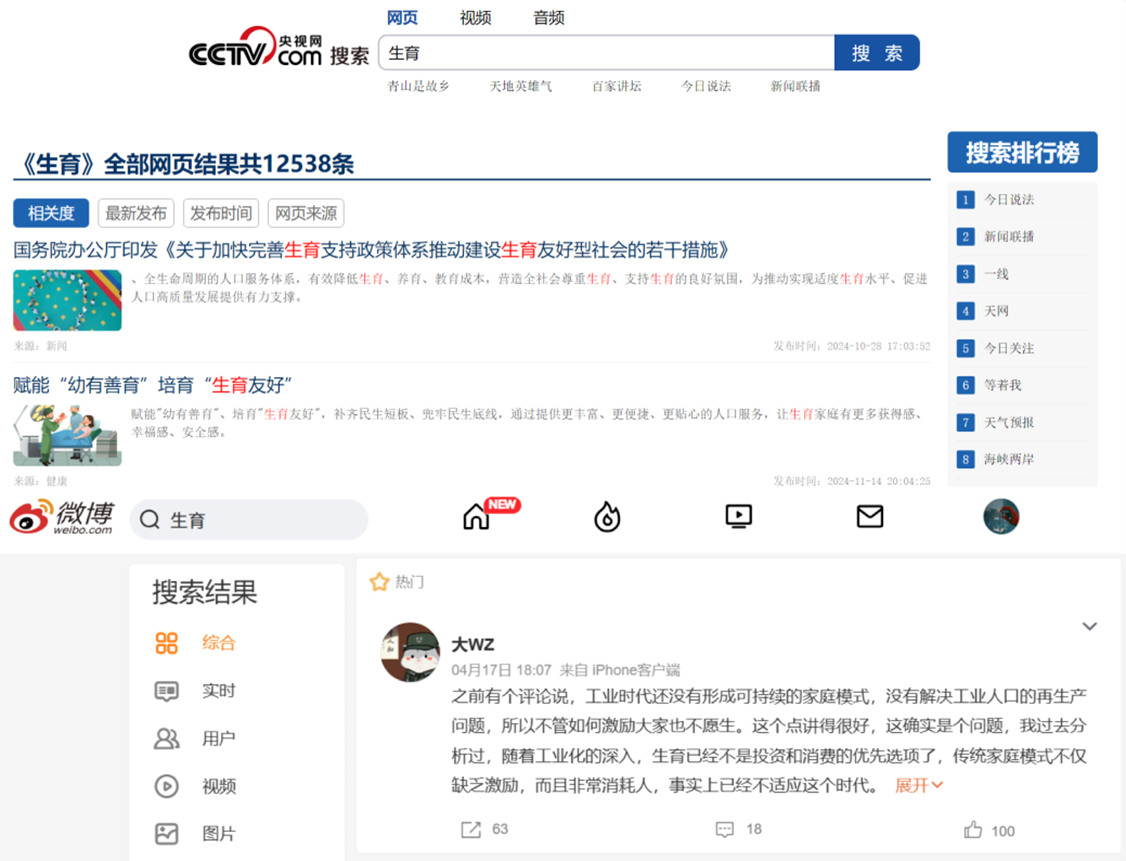 网页 视频 音频
CCTV.com 央视网 搜索 生育 搜 索
青山是故乡 天地英雄气 百家讲坛 今日说法 新闻联播
《生育》全部网页结果共12538条
相关度 最新发布 发布时间 网页来源
国务院办公厅印发《关于加快完善生育支持政策体系推动建设生育友好型社会的若干措施》
、全生命周期的人口服务体系，有效降低生育、养育、教育成本，营造全社会尊重生育、支持生育的良好氛围，为推动实现适度生育水平、促进
人口高质量发展提供有力支撑。
来源：新闻 发布时间：2024-10-28 17:03:52
赋能“幼有善育”培育“生育友好”
赋能"幼有善育"、培育"生育友好"，补齐民生短板、兜牢民生底线，通过提供更丰富、更便捷、更贴心的人口服务，让生育家庭有更多获得感、
幸福感、安全感。
来源：健康 发布时间：2024-11-14 20:04:25
搜索排行榜
1 今日说法
2 新闻联播
3 一线
4 天网
5 今日关注
6 等着我
7 天气预报
8 海峡两岸
微博 weibo.com 生育 NEW
搜索结果
综合
实时
用户
视频
图片
热门
大WZ
04月17日 18:07 来自 iPhone客户端
之前有个评论说，工业时代还没有形成可持续的家庭模式，没有解决工业人口的再生产
问题，所以不管如何激励大家也不愿生。这个点讲得很好，这确实是个问题，我过去分
析过，随着工业化的深入，生育已经不是投资和消费的优先选项了，传统家庭模式不仅
缺乏激励，而且非常消耗人，事实上已经不适应这个时代。 展开
63 18 100